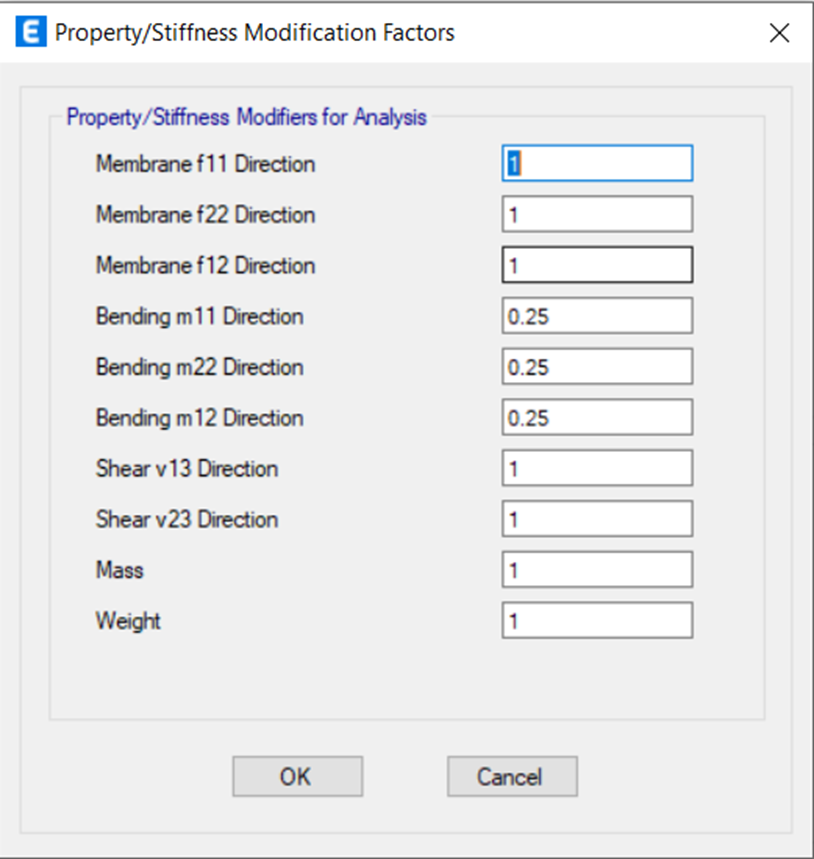 E Property/Stiffness Modification Factors
Property/Stiffness Modifiers for Analysis
Membrane f11 Direction 1
Membrane f22 Direction 1
Membrane f12 Direction 1
Bending m11 Direction 0.25
Bending m22 Direction 0.25
Bending m12 Direction 0.25
Shear v13 Direction 1
Shear v23 Direction 1
Mass 1
Weight 1
OK Cancel